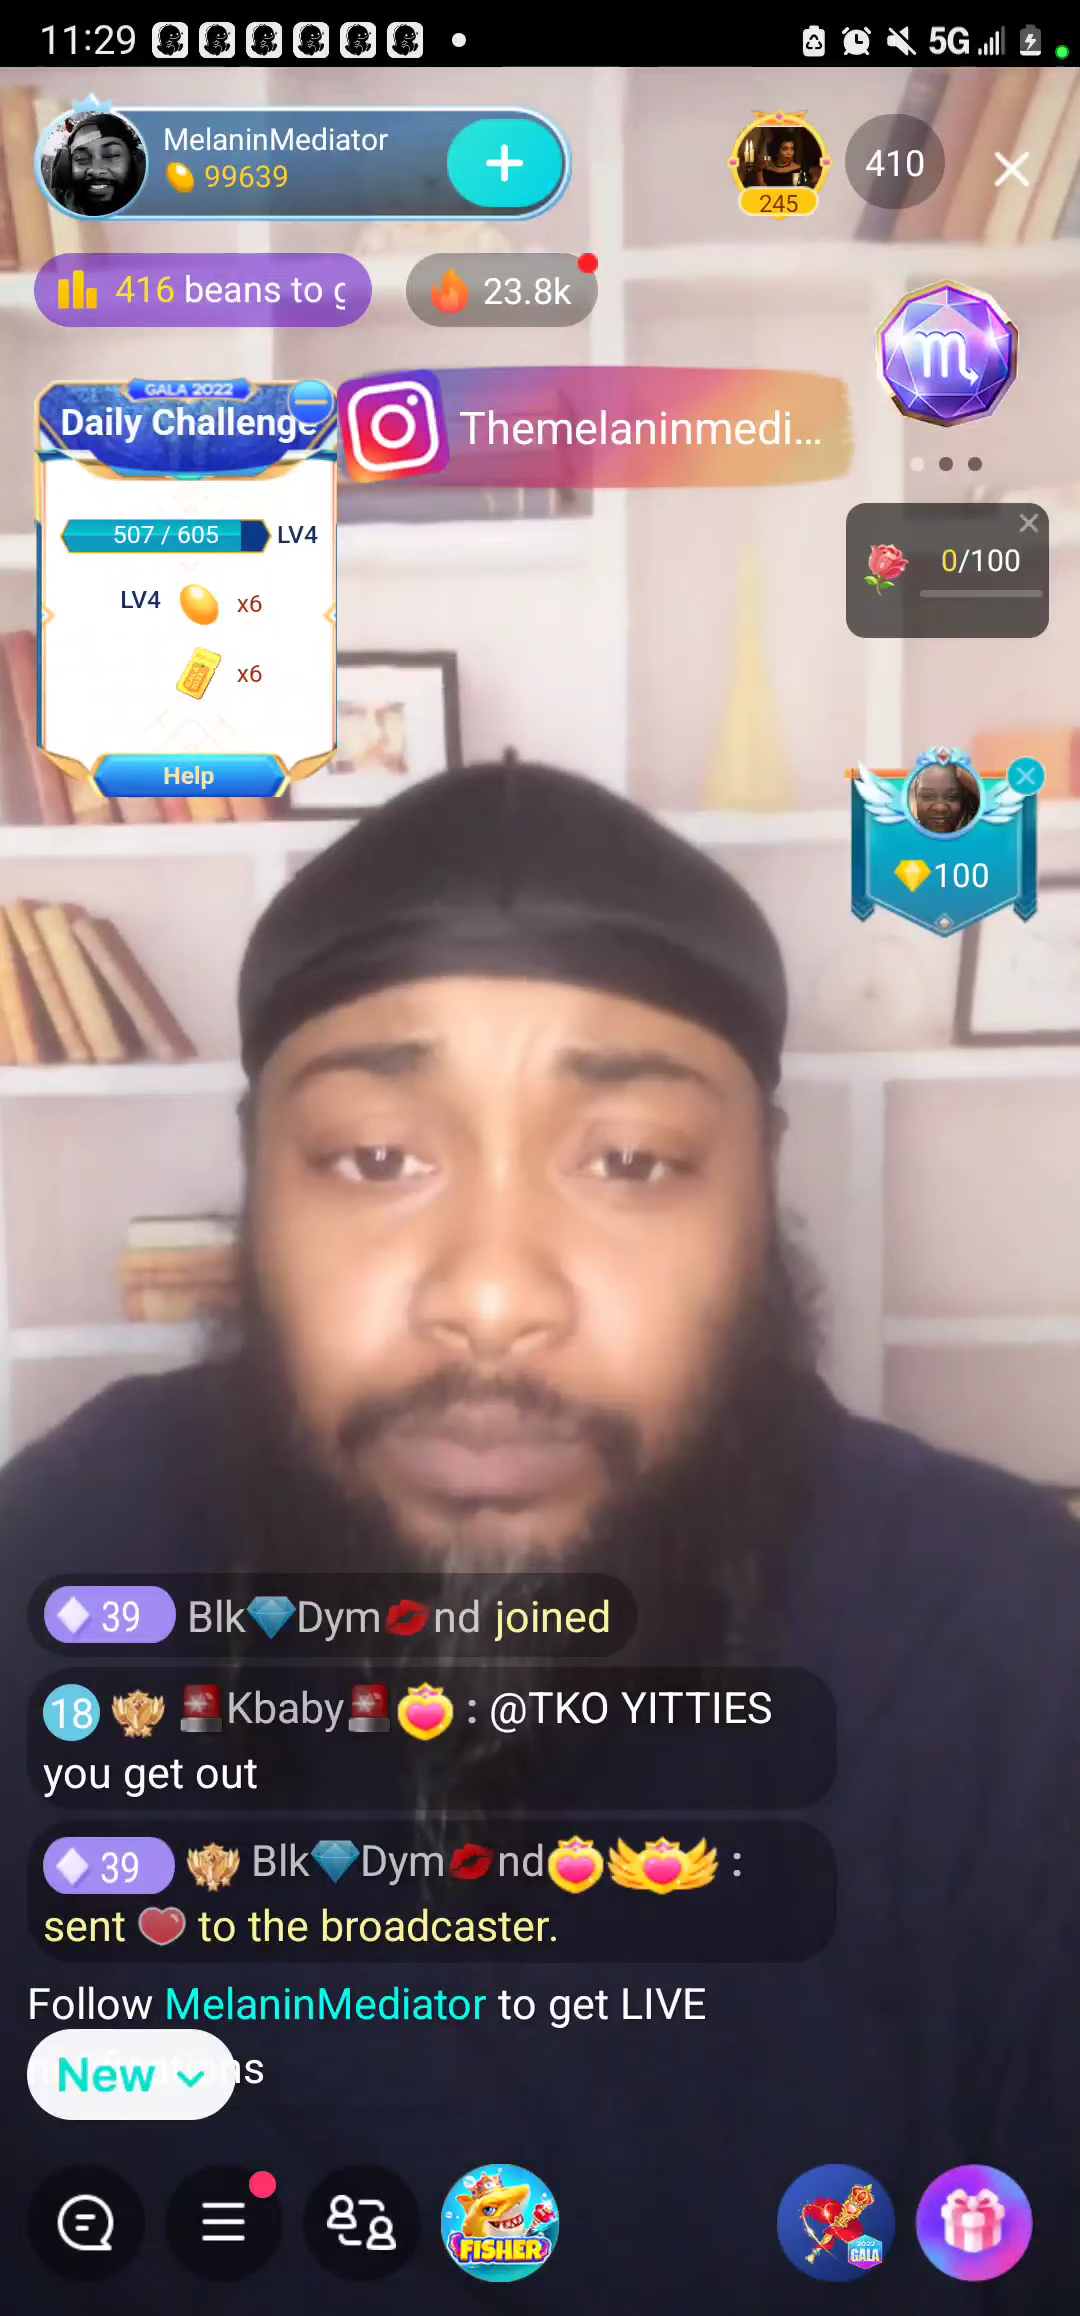 11:29
5G
MelaninMediator
99639
245
410
416 beans to g
23.8k
GALA 2022
Daily Challenge
Themelaninmedi...
507 / 605 LV4
LV4 x6
x6
Help
0/100
100
39 Blk💎Dym💋nd joined
18 🚨Kbaby🚨 : @TKO YITTIES
you get out
39 Blk💎Dym💋nd :
sent ❤️ to the broadcaster.
Follow MelaninMediator to get LIVE
New
FISHER
2022
GALA